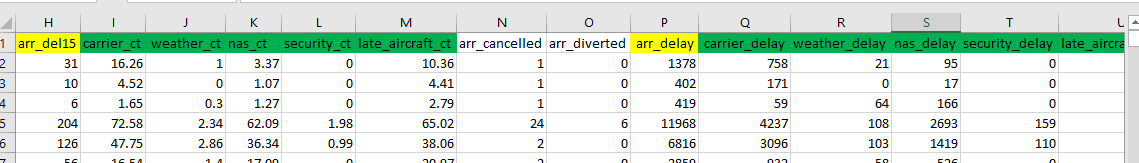 H I J K L M N O P Q R S T U
1 arr_del15 carrier_ct weather_ct nas_ct security_ct late_aircraft_ct arr_cancelled arr_diverted arr_delay carrier_delay weather_delay nas_delay security_delay late_aircra
2 31 16.26 1 3.37 0 10.36 1 0 1378 758 21 95 0
3 10 4.52 0 1.07 0 4.41 1 0 402 171 0 17 0
4 6 1.65 0.3 1.27 0 2.79 1 0 419 59 64 166 0
5 204 72.58 2.34 62.09 1.98 65.02 24 6 11968 4237 108 2693 159
6 126 47.75 2.86 36.34 0.99 38.06 2 0 6816 3096 103 1419 110